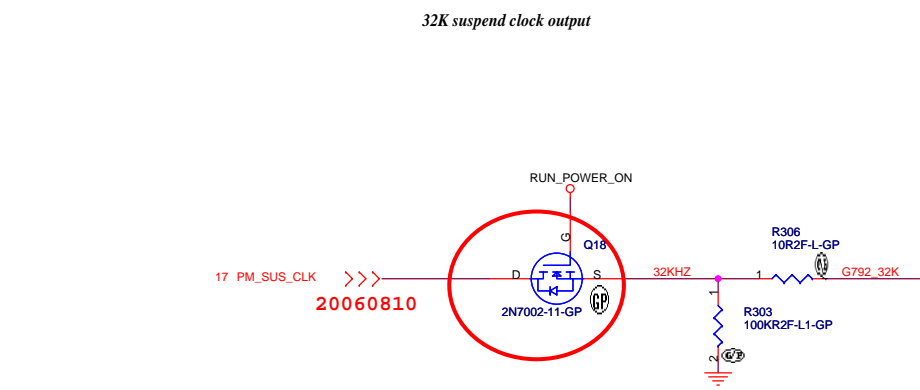 32K suspend clock output
RUN_POWER_ON
G
Q18
R306
10R2F-L-GP
17 PM_SUS_CLK
D
S
32KHZ
1
G792_32K
20060810
2N7002-11-GP
GP
1
R303
100KR2F-L1-GP
2
GP